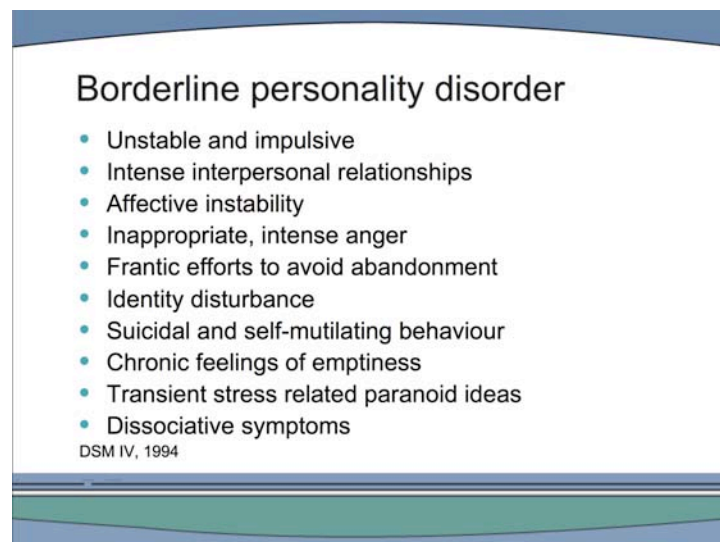 Borderline personality disorder
• Unstable and impulsive
• Intense interpersonal relationships
• Affective instability
• Inappropriate, intense anger
• Frantic efforts to avoid abandonment
• Identity disturbance
• Suicidal and self-mutilating behaviour
• Chronic feelings of emptiness
• Transient stress related paranoid ideas
• Dissociative symptoms
DSM IV, 1994